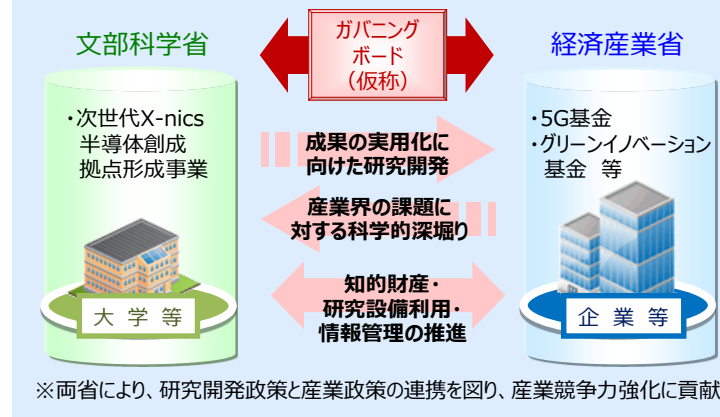 文部科学省
ガバニング
ボード
（仮称）
経済産業省
・次世代X-nics
半導体創成
拠点形成事業
成果の実用化に
向けた研究開発
産業界の課題に
対する科学的深堀り
知的財産・
研究設備利用・
情報管理の推進
・5G基金
・グリーンイノベーション
基金 等
大 学 等
企 業 等
※両省により、研究開発政策と産業政策の連携を図り、産業競争力強化に貢献